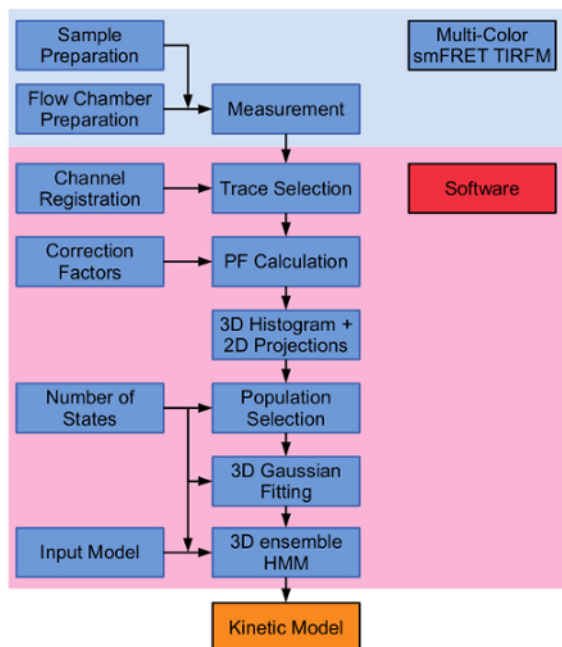 Sample
Preparation
Multi-Color
smFRET TIRFM
Flow Chamber
Preparation
Measurement
Channel
Registration
Trace Selection
Software
Correction
Factors
PF Calculation
3D Histogram +
2D Projections
Number of
States
Population
Selection
3D Gaussian
Fitting
Input Model
3D ensemble
HMM
Kinetic Model